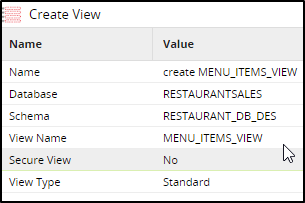 Create View
Name Value
Name create MENU_ITEMS_VIEW
Database RESTAURANTSALES
Schema RESTAURANT_DB_DES
View Name MENU_ITEMS_VIEW
Secure View No
View Type Standard